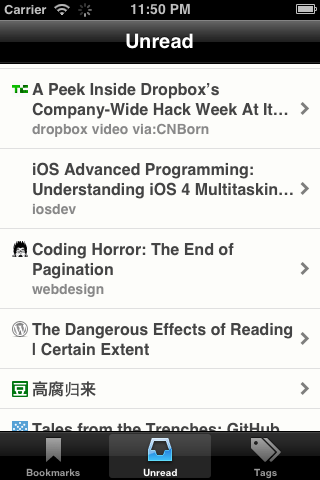 Carrier 11:50 PM
Unread
A Peek Inside Dropbox’s
Company-Wide Hack Week At It…
dropbox video via:CNBorn
iOS Advanced Programming:
Understanding iOS 4 Multitaskin…
iosdev
Coding Horror: The End of
Pagination
webdesign
The Dangerous Effects of Reading
| Certain Extent
豆 高腐归来
Tales from the Trenches: GitHub
Bookmarks Unread Tags